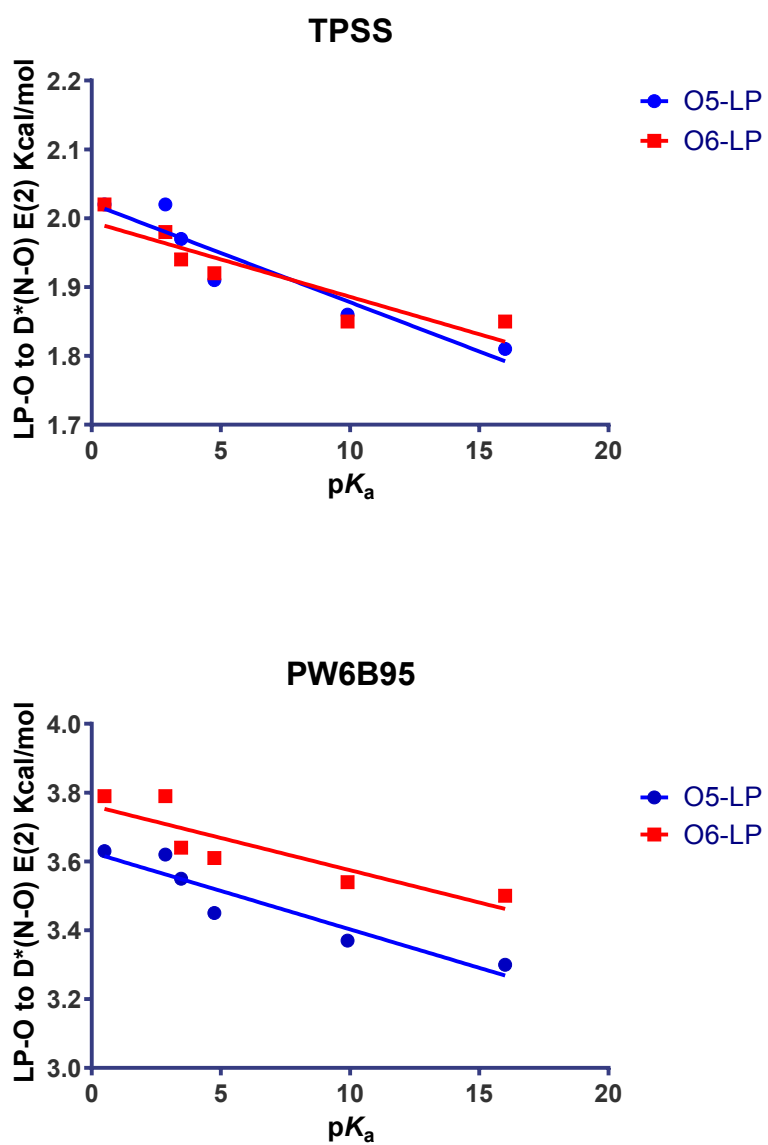 TPSS
LP-O to D*(N-O) E(2) Kcal/mol
2.2
2.1
2.0
1.9
1.8
1.7
0 5 10 15 20
pKa
O5-LP
O6-LP
PW6B95
LP-O to D*(N-O) E(2) Kcal/mol
4.0
3.8
3.6
3.4
3.2
3.0
0 5 10 15 20
pKa
O5-LP
O6-LP